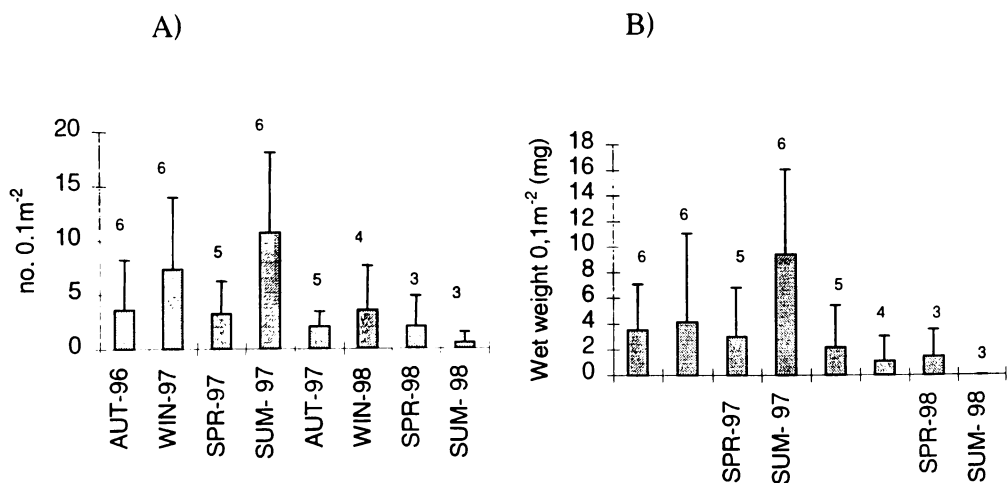 A)
B)
no. 0.1m-2
20
15
10
5
0
6
6
5
6
5
4
3
3
AUT-96
WIN-97
SPR-97
SUM- 97
AUT-97
WIN-98
SPR-98
SUM- 98
Wet weight 0,1m-2 (mg)
18
16
14
12
10
8
6
4
2
0
6
6
5
6
5
4
3
3
SPR-97
SUM- 97
SPR-98
SUM- 98